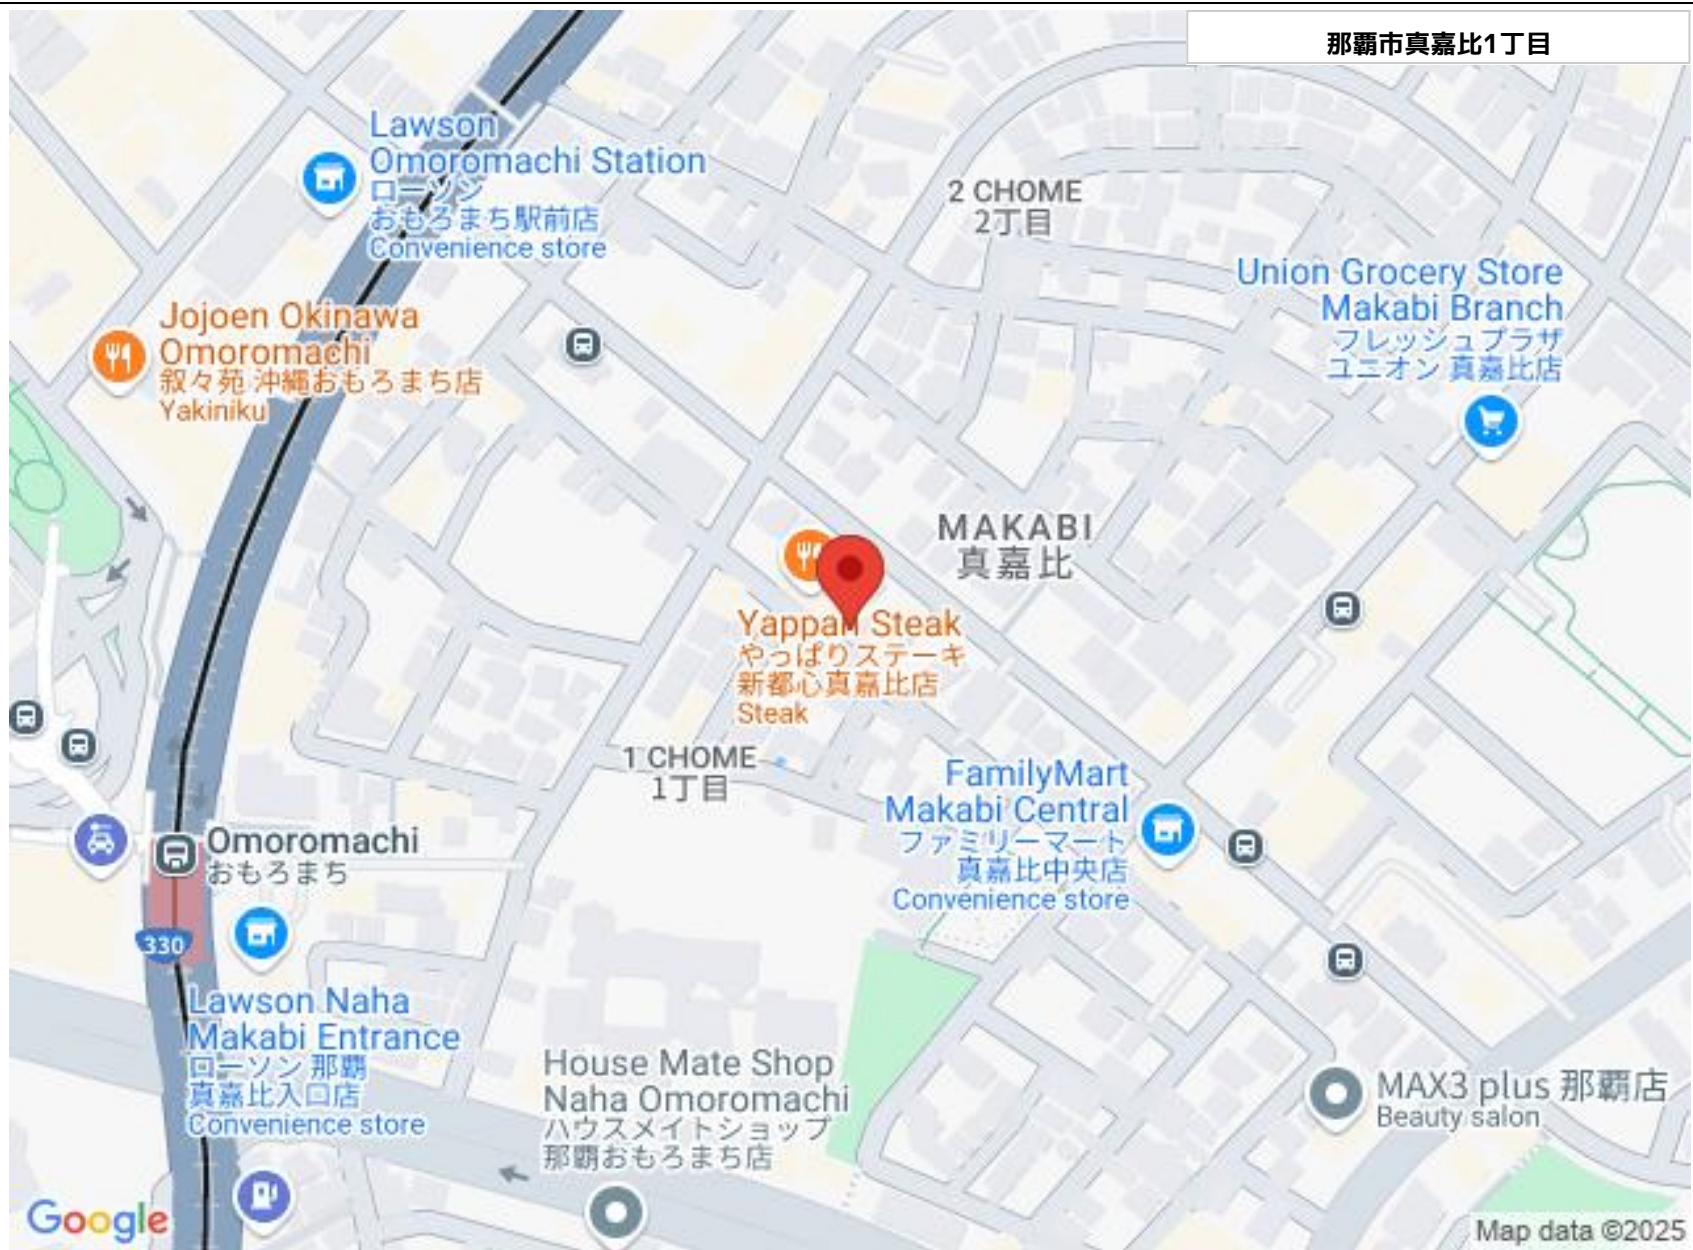 那覇市真嘉比1丁目
Lawson
Omoromachi Station
ローソン
おもろまち駅前店
Convenience store
2 CHOME
2丁目
Union Grocery Store
Makabi Branch
フレッシュプラザ
ユニオン 真嘉比店
Jojoen Okinawa
Omoromachi
叙々苑 沖縄おもろまち店
Yakiniku
MAKABI
真嘉比
Yappari Steak
やっぱりステーキ
新都心真嘉比店
Steak
1 CHOME
1丁目
FamilyMart
Makabi Central
ファミリーマート
真嘉比中央店
Convenience store
Omoromachi
おもろまち
330
Lawson Naha
Makabi Entrance
ローソン 那覇
真嘉比入口店
Convenience store
House Mate Shop
Naha Omoromachi
ハウスメイトショップ
那覇おもろまち店
MAX3 plus 那覇店
Beauty salon
Google
Map data ©2025